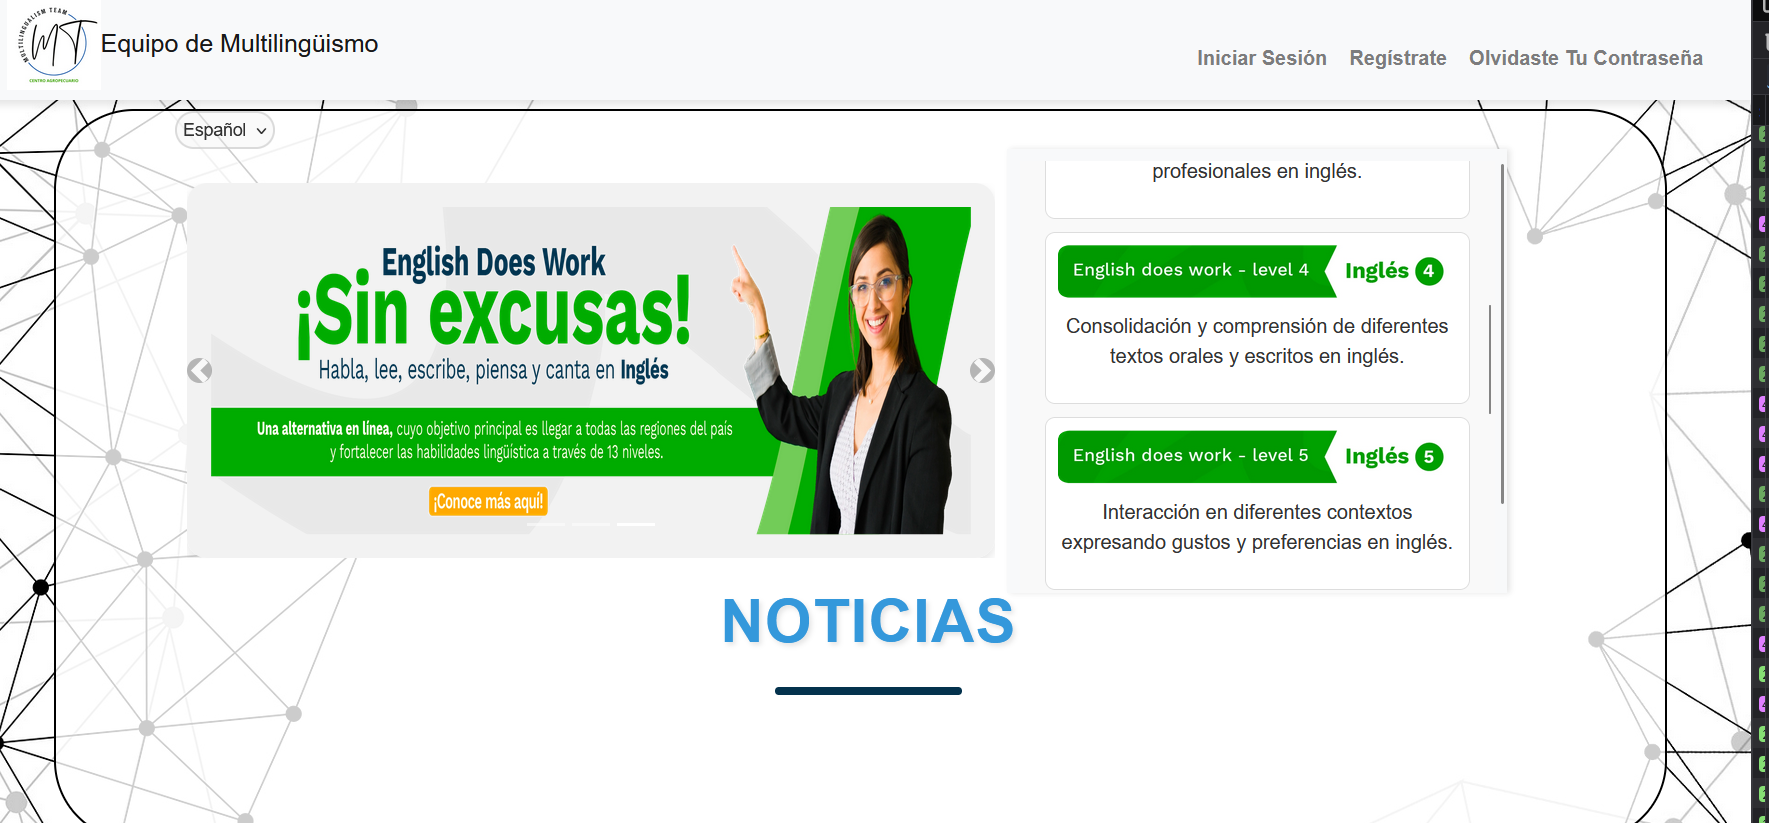 MULTILINGUALISM TEAM
MST
CENTRO AGROPECUARIO
Equipo de Multilingüismo
Iniciar Sesión
Regístrate
Olvidaste Tu Contraseña
Español
English Does Work
¡Sin excusas!
Habla, lee, escribe, piensa y canta en Inglés
Una alternativa en línea, cuyo objetivo principal es llegar a todas las regiones del país
y fortalecer las habilidades lingüística a través de 13 niveles.
¡Conoce más aquí!
profesionales en inglés.
English does work - level 4
Inglés 4
Consolidación y comprensión de diferentes
textos orales y escritos en inglés.
English does work - level 5
Inglés 5
Interacción en diferentes contextos
expresando gustos y preferencias en inglés.
NOTICIAS